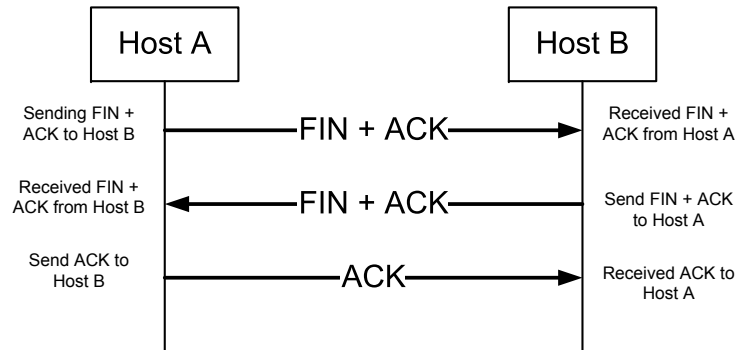 Host A
Host B
Sending FIN +
ACK to Host B
FIN + ACK
Received FIN +
ACK from Host A
Received FIN +
ACK from Host B
FIN + ACK
Send FIN + ACK
to Host A
Send ACK to
Host B
ACK
Received ACK to
Host A